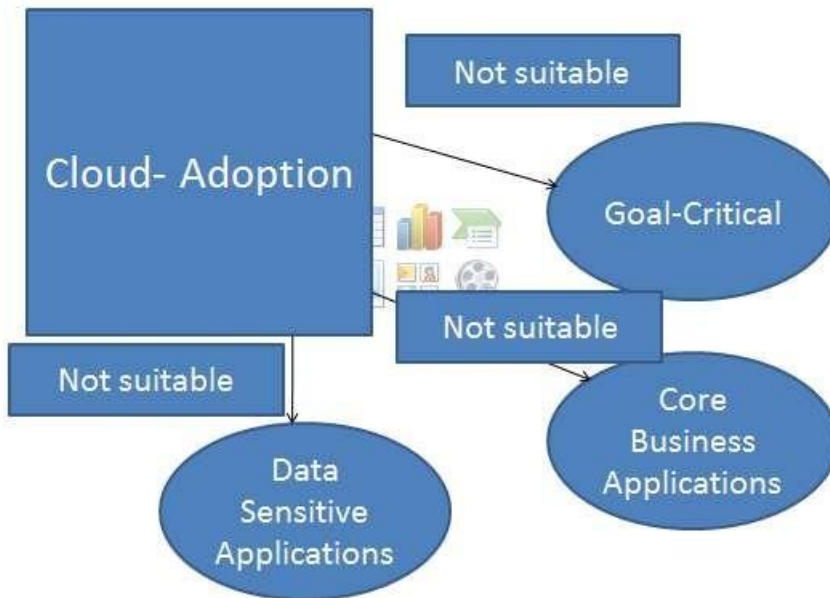 Not suitable
Cloud- Adoption
Goal-Critical
Not suitable
Not suitable
Core
Business
Applications
Data
Sensitive
Applications